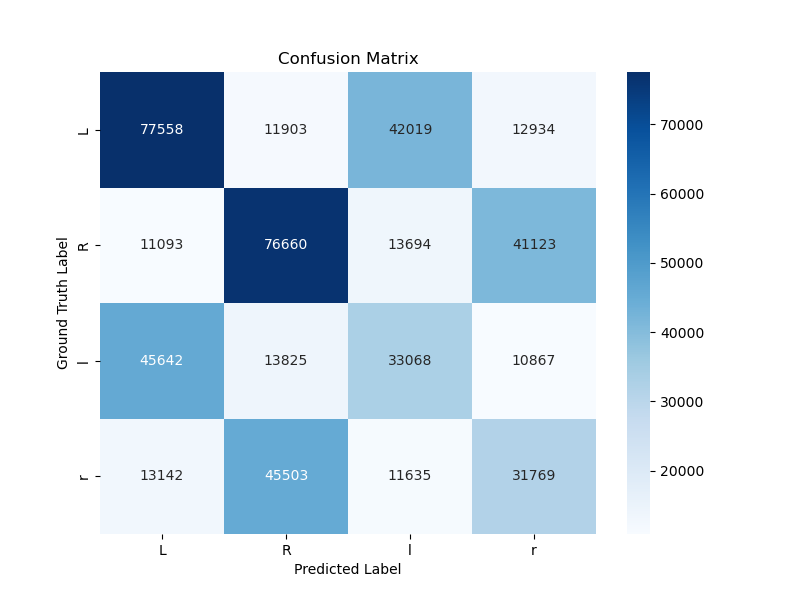 Confusion Matrix
L 77558 11903 42019 12934
R 11093 76660 13694 41123
l 45642 13825 33068 10867
r 13142 45503 11635 31769
L R l r
Predicted Label
Ground Truth Label
70000
60000
50000
40000
30000
20000